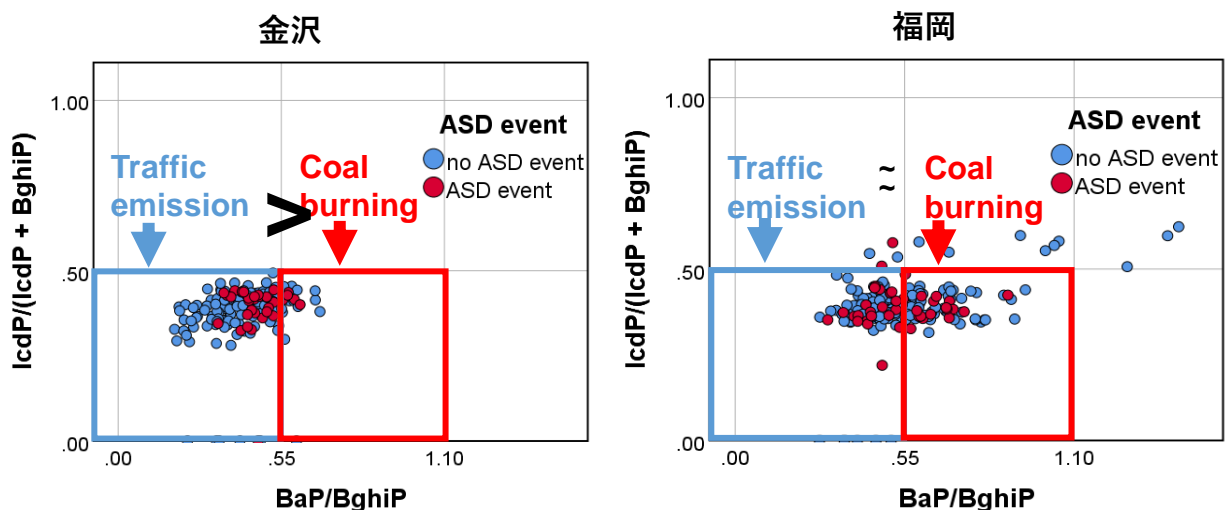 金沢
1.00
.50
.00
IcdP/(IcdP + BghiP)
ASD event
no ASD event
ASD event
Traffic
emission
>
Coal
burning
.00
.55
1.10
BaP/BghiP
福岡
1.00
.50
.00
IcdP/(IcdP + BghiP)
ASD event
no ASD event
ASD event
Traffic
emission
~
~
Coal
burning
.00
.55
1.10
BaP/BghiP